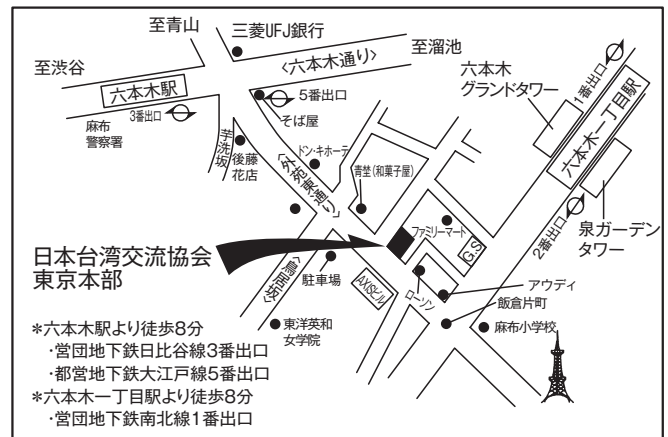 至青山
三菱UFJ銀行
至渋谷
〈六本木通り〉
至溜池
六本木駅
3番出口
麻布
警察署
5番出口
そば屋
芋洗坂
後藤
花店
ドン・キホーテ
〈外苑東通り〉
青埜(和菓子屋)
六本木
グランドタワー
1番出口
六本木一丁目駅
2番出口
泉ガーデン
タワー
ファミリーマート
G.S
日本台湾交流協会
東京本部
〈鳥居坂〉
駐車場
AXISビル
ローソン
アウディ
飯倉片町
麻布小学校
東洋英和
女学院
*六本木駅より徒歩8分
・営団地下鉄日比谷線3番出口
・都営地下鉄大江戸線5番出口
*六本木一丁目駅より徒歩8分
・営団地下鉄南北線1番出口